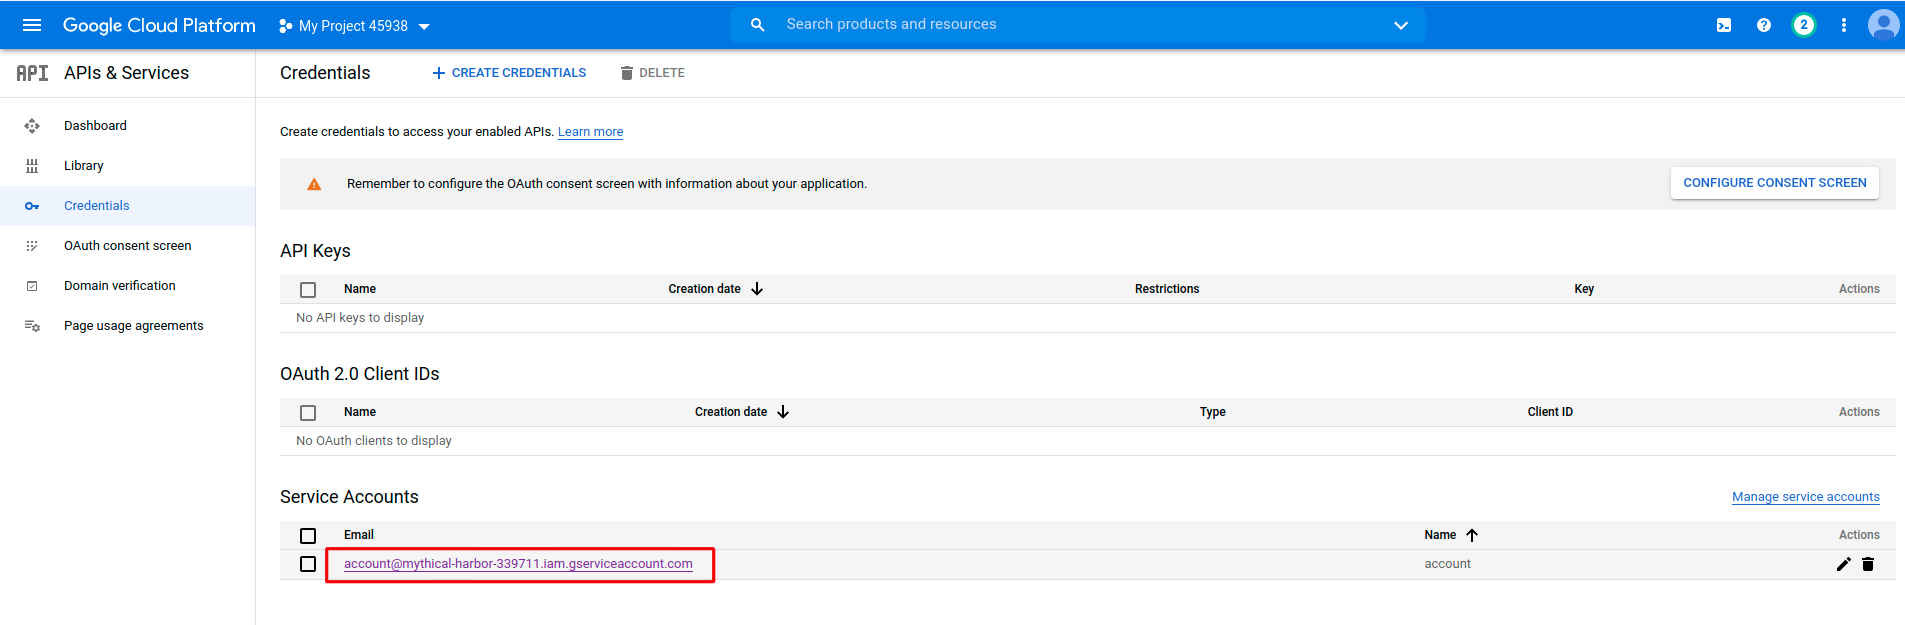 Google Cloud Platform My Project 45938 Search products and resources 2
API APIs & Services Credentials CREATE CREDENTIALS DELETE
Dashboard
Library
Credentials
OAuth consent screen
Domain verification
Page usage agreements
Create credentials to access your enabled APIs. Learn more
Remember to configure the OAuth consent screen with information about your application. CONFIGURE CONSENT SCREEN
API Keys
Name Creation date Restrictions Key Actions
No API keys to display
OAuth 2.0 Client IDs
Name Creation date Type Client ID Actions
No OAuth clients to display
Service Accounts Manage service accounts
Email Name Actions
account@mythical-harbor-339711.iam.gserviceaccount.com account